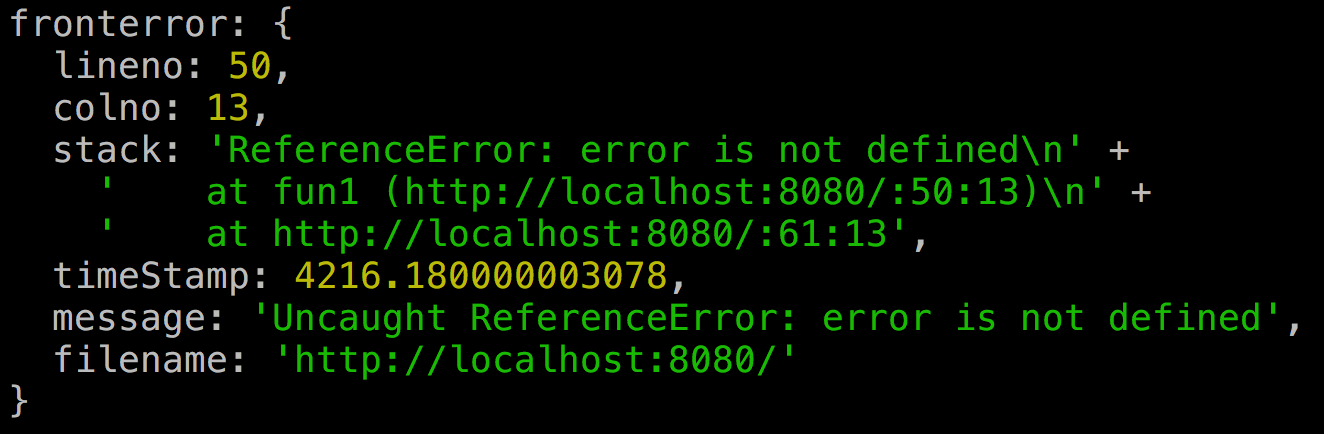 fronterror: {
  lineno: 50,
  colno: 13,
  stack: 'ReferenceError: error is not defined\n' +
    '    at fun1 (http://localhost:8080/:50:13)\n' +
    '    at http://localhost:8080/:61:13',
  timeStamp: 4216.180000003078,
  message: 'Uncaught ReferenceError: error is not defined',
  filename: 'http://localhost:8080/'
}